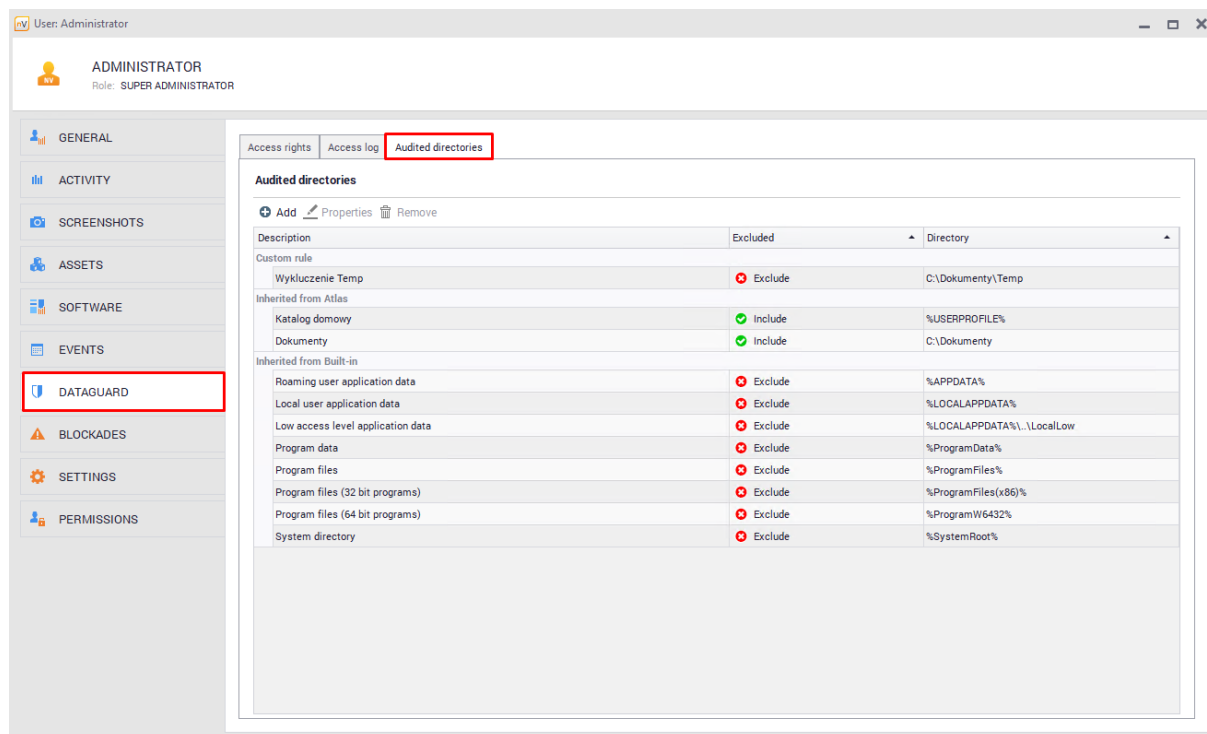 nV User: Administrator
ADMINISTRATOR
NV
Role: SUPER ADMINISTRATOR
GENERAL
ACTIVITY
SCREENSHOTS
ASSETS
SOFTWARE
EVENTS
DATAGUARD
BLOCKADES
SETTINGS
PERMISSIONS
Access rights Access log Audited directories
Audited directories
Add Properties Remove
Description Excluded Directory
Custom rule
Wykluczenie Temp Exclude C:\Dokumenty\Temp
Inherited from Atlas
Katalog domowy Include %USERPROFILE%
Dokumenty Include C:\Dokumenty
Inherited from Built-in
Roaming user application data Exclude %APPDATA%
Local user application data Exclude %LOCALAPPDATA%
Low access level application data Exclude %LOCALAPPDATA%\..\LocalLow
Program data Exclude %ProgramData%
Program files Exclude %ProgramFiles%
Program files (32 bit programs) Exclude %ProgramFiles(x86)%
Program files (64 bit programs) Exclude %ProgramW6432%
System directory Exclude %SystemRoot%